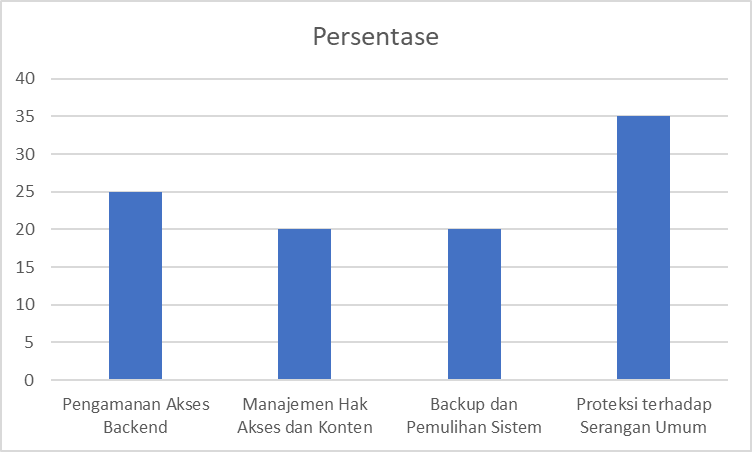 Persentase
40
35
30
25
20
15
10
5
0
Pengamanan Akses
Backend
Manajemen Hak
Akses dan Konten
Backup dan
Pemulihan Sistem
Proteksi terhadap
Serangan Umum